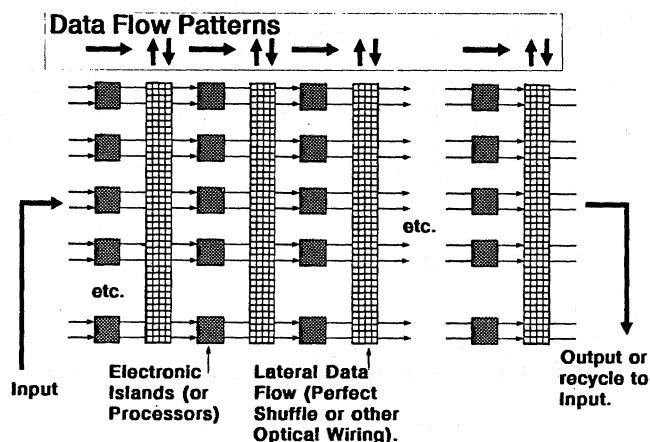 Data Flow Patterns
etc.
etc.
Input
Electronic
Islands (or
Processors)
Lateral Data
Flow (Perfect
Shuffle or other
Optical Wiring).
Output or
recycle to
Input.